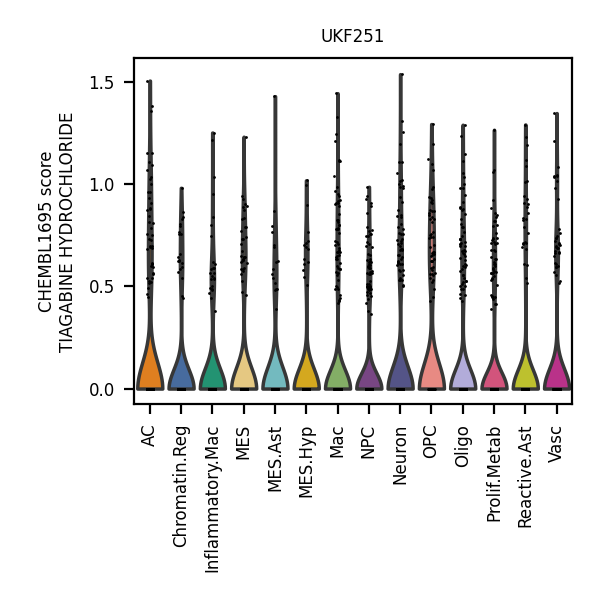 UKF251
CHEMBL1695 score
TIAGABINE HYDROCHLORIDE
1.5
1.0
0.5
0.0
AC
Chromatin.Reg
Inflammatory.Mac
MES
MES.Ast
MES.Hyp
Mac
NPC
Neuron
OPC
Oligo
Prolif.Metab
Reactive.Ast
Vasc